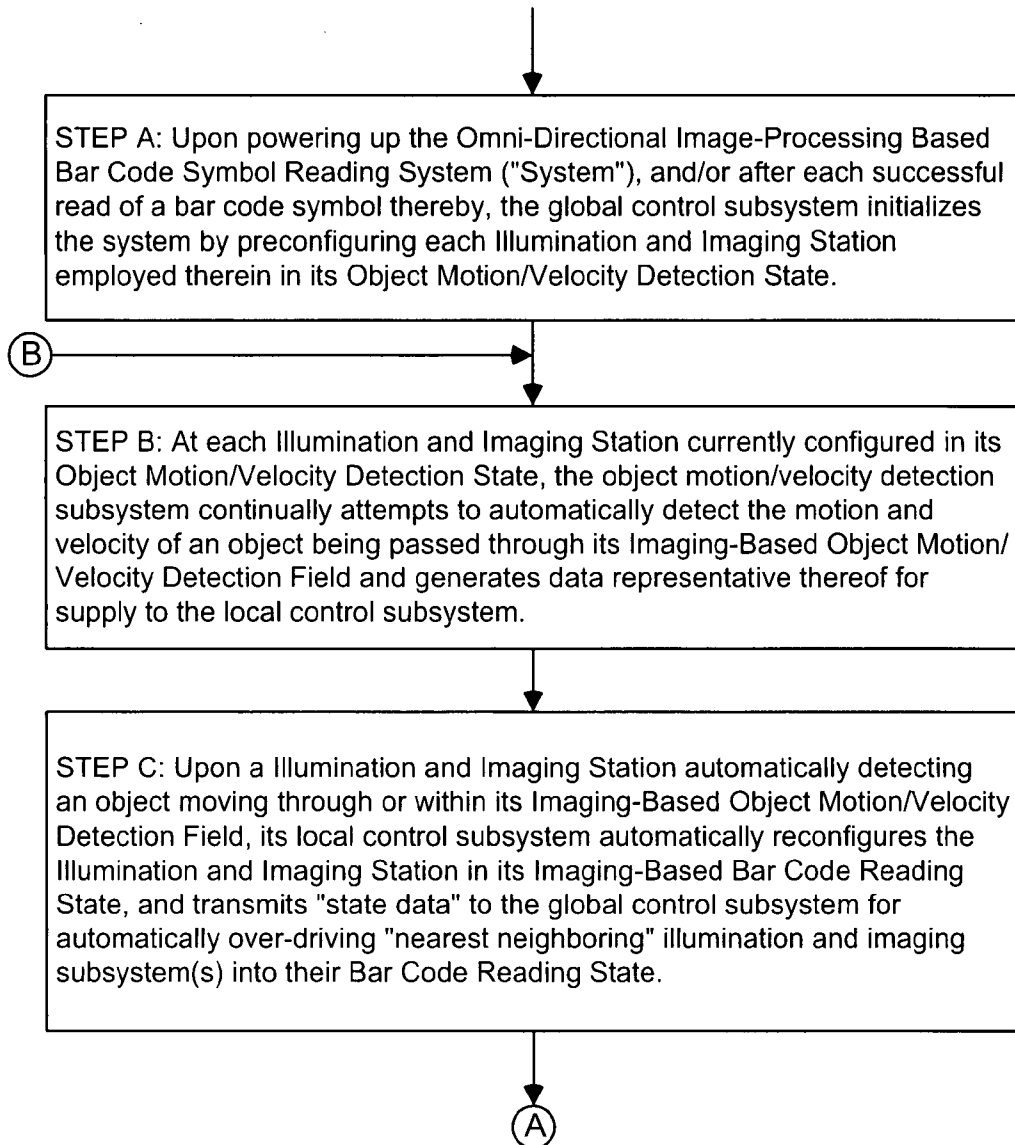 STEP A: Upon powering up the Omni-Directional Image-Processing Based
Bar Code Symbol Reading System ("System"), and/or after each successful
read of a bar code symbol thereby, the global control subsystem initializes
the system by preconfiguring each Illumination and Imaging Station
employed therein in its Object Motion/Velocity Detection State.
B
STEP B: At each Illumination and Imaging Station currently configured in its
Object Motion/Velocity Detection State, the object motion/velocity detection
subsystem continually attempts to automatically detect the motion and
velocity of an object being passed through its Imaging-Based Object Motion/
Velocity Detection Field and generates data representative thereof for
supply to the local control subsystem.
STEP C: Upon a Illumination and Imaging Station automatically detecting
an object moving through or within its Imaging-Based Object Motion/Velocity
Detection Field, its local control subsystem automatically reconfigures the
Illumination and Imaging Station in its Imaging-Based Bar Code Reading
State, and transmits "state data" to the global control subsystem for
automatically over-driving "nearest neighboring" illumination and imaging
subsystem(s) into their Bar Code Reading State.
A